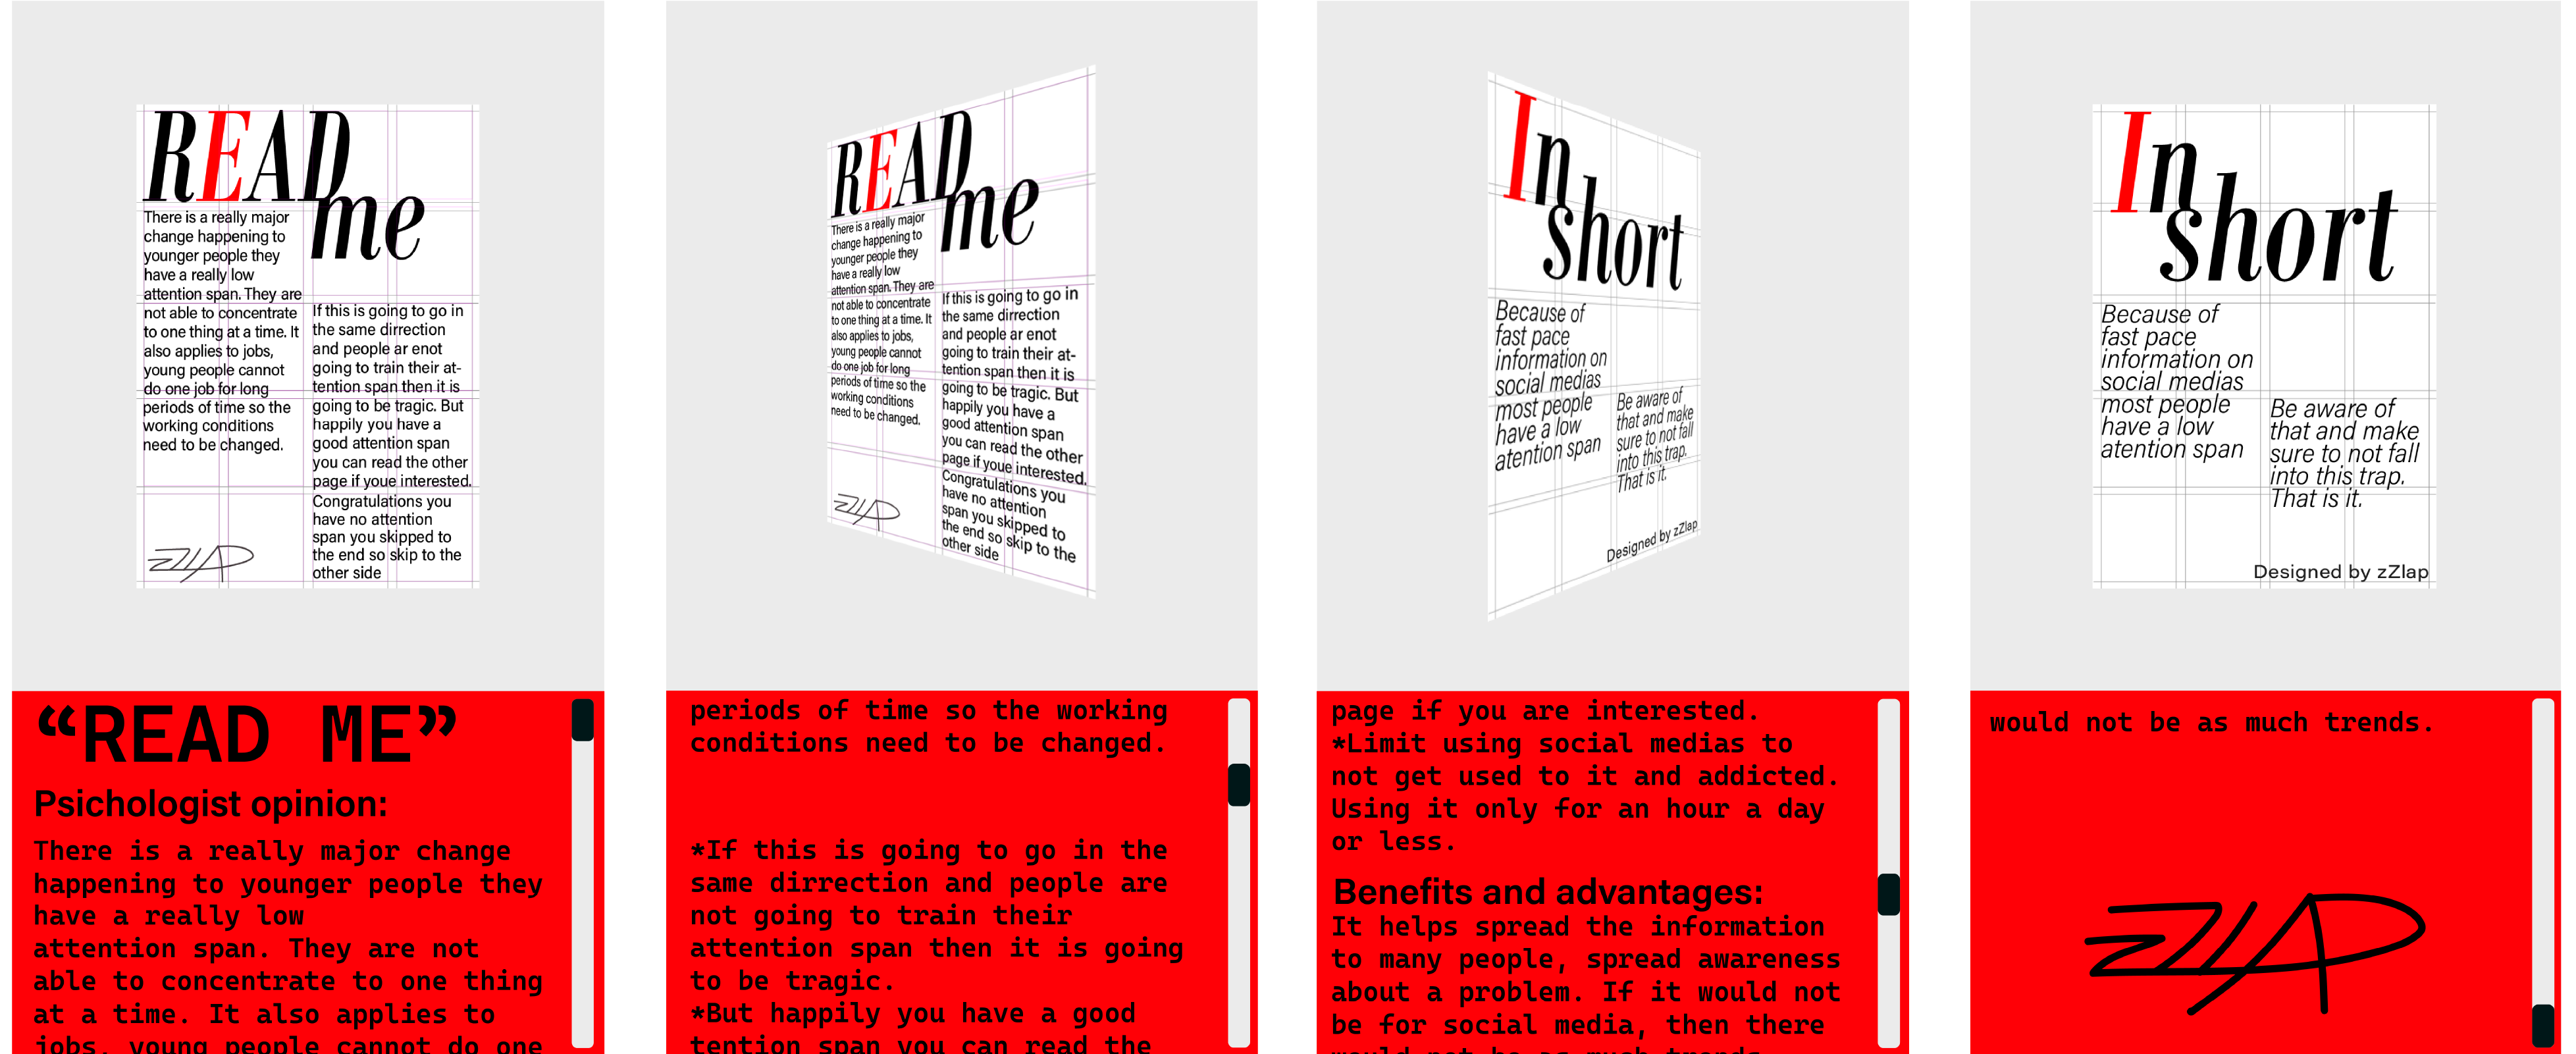 READ
me
There is a really major
change happening to
younger people they
have a really low
attention span. They are
not able to concentrate
to one thing at a time. It
also applies to jobs,
young people cannot
do one job for long
periods of time so the
working conditions
need to be changed.
If this is going to go in
the same dirrection
and people ar enot
going to train their at-
tention span then it is
going to be tragic. But
happily you have a
good attention span
you can read the other
page if youe interested.
Congratulations you
have no attention
span you skipped to
the end so skip to the
other side
ZZLAP
“READ ME”
Psichologist opinion:
There is a really major change
happening to younger people they
have a really low
attention span. They are not
able to concentrate to one thing
at a time. It also applies to
jobs, young people cannot do one
READ
me
There is a really major
change happening to
younger people they
have a really low
attention span. They are
not able to concentrate
to one thing at a time. It
also applies to jobs,
young people cannot
do one job for long
periods of time so the
working conditions
need to be changed.
If this is going to go in
the same dirrection
and people ar enot
going to train their at-
tention span then it is
going to be tragic. But
happily you have a
good attention span
you can read the other
page if youe interested.
Congratulations you
have no attention
span you skipped to
the end so skip to the
other side
ZZLAP
periods of time so the working
conditions need to be changed.
*If this is going to go in the
same dirrection and people are
not going to train their
attention span then it is going
to be tragic.
*But happily you have a good
tention span you can read the
In
short
Because of
fast pace
information on
social medias
most people
have a low
atention span
Be aware of
that and make
sure to not fall
into this trap.
That is it.
Designed by zZlap
page if you are interested.
*Limit using social medias to
not get used to it and addicted.
Using it only for an hour a day
or less.
Benefits and advantages:
It helps spread the information
to many people, spread awareness
about a problem. If it would not
be for social media, then there
would not be as much trends.
In
short
Because of
fast pace
information on
social medias
most people
have a low
atention span
Be aware of
that and make
sure to not fall
into this trap.
That is it.
Designed by zZlap
would not be as much trends.
ZZLAP